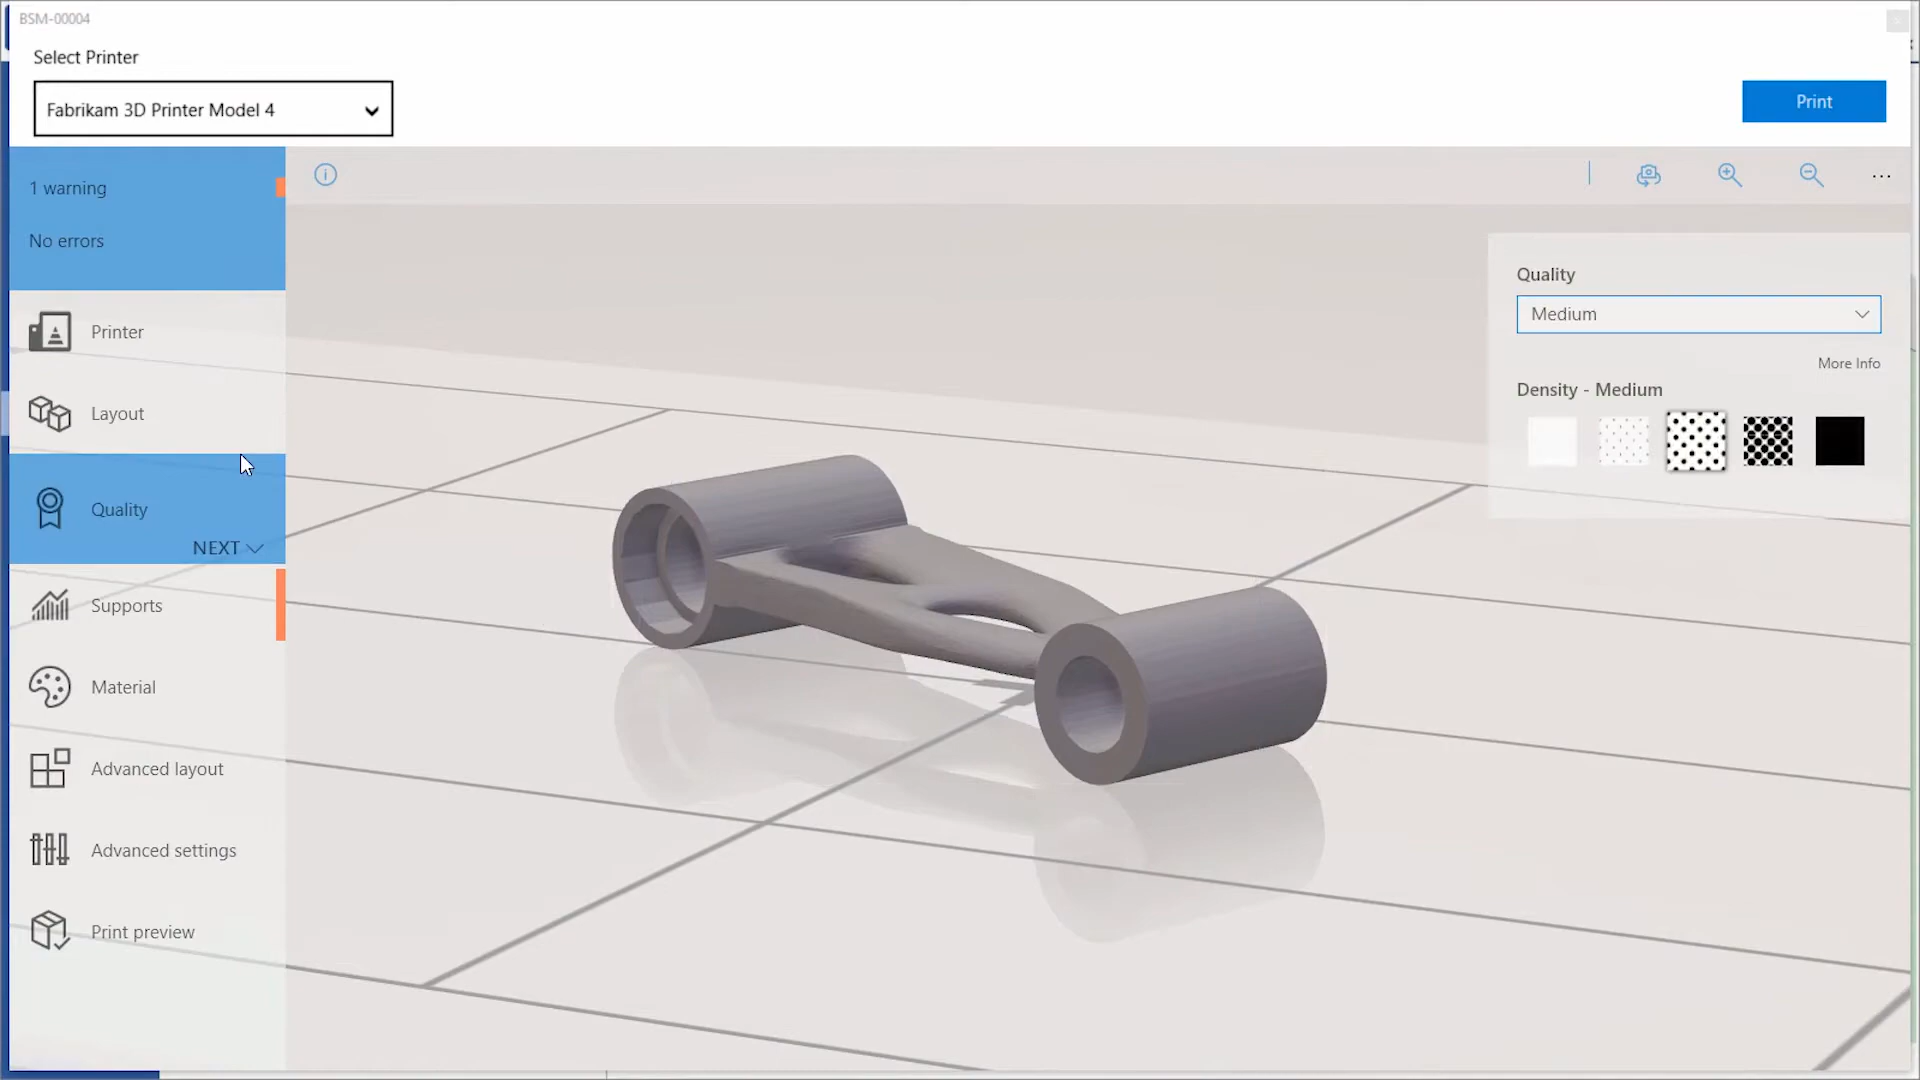 BSM-00004
Select Printer
Fabrikam 3D Printer Model 4
Print
1 warning
No errors
Printer
Layout
Quality
NEXT
Supports
Material
Advanced layout
Advanced settings
Print preview
Quality
Medium
More Info
Density - Medium